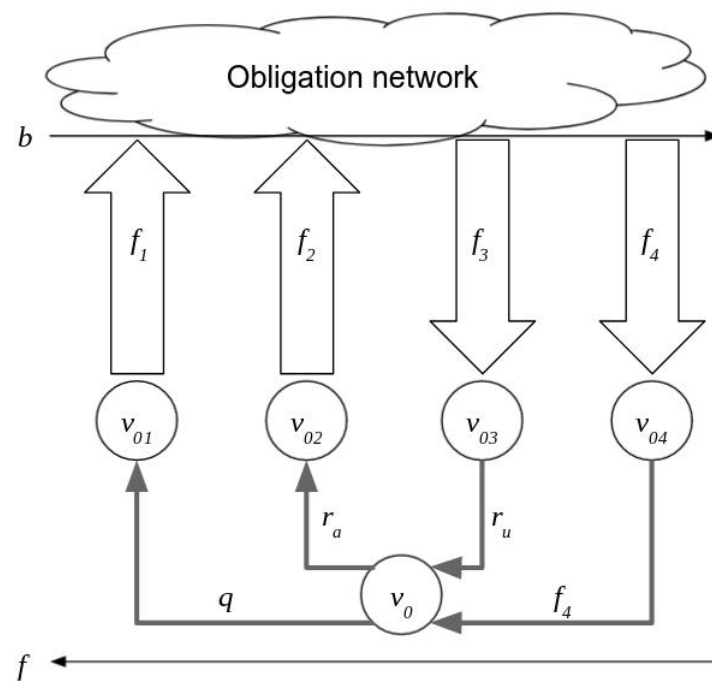 Obligation network
b
f₁ f₂ f₃ f₄
v₀₁ v₀₂ v₀₃ v₀₄
rₐ rᵤ
q v₀ f₄
f